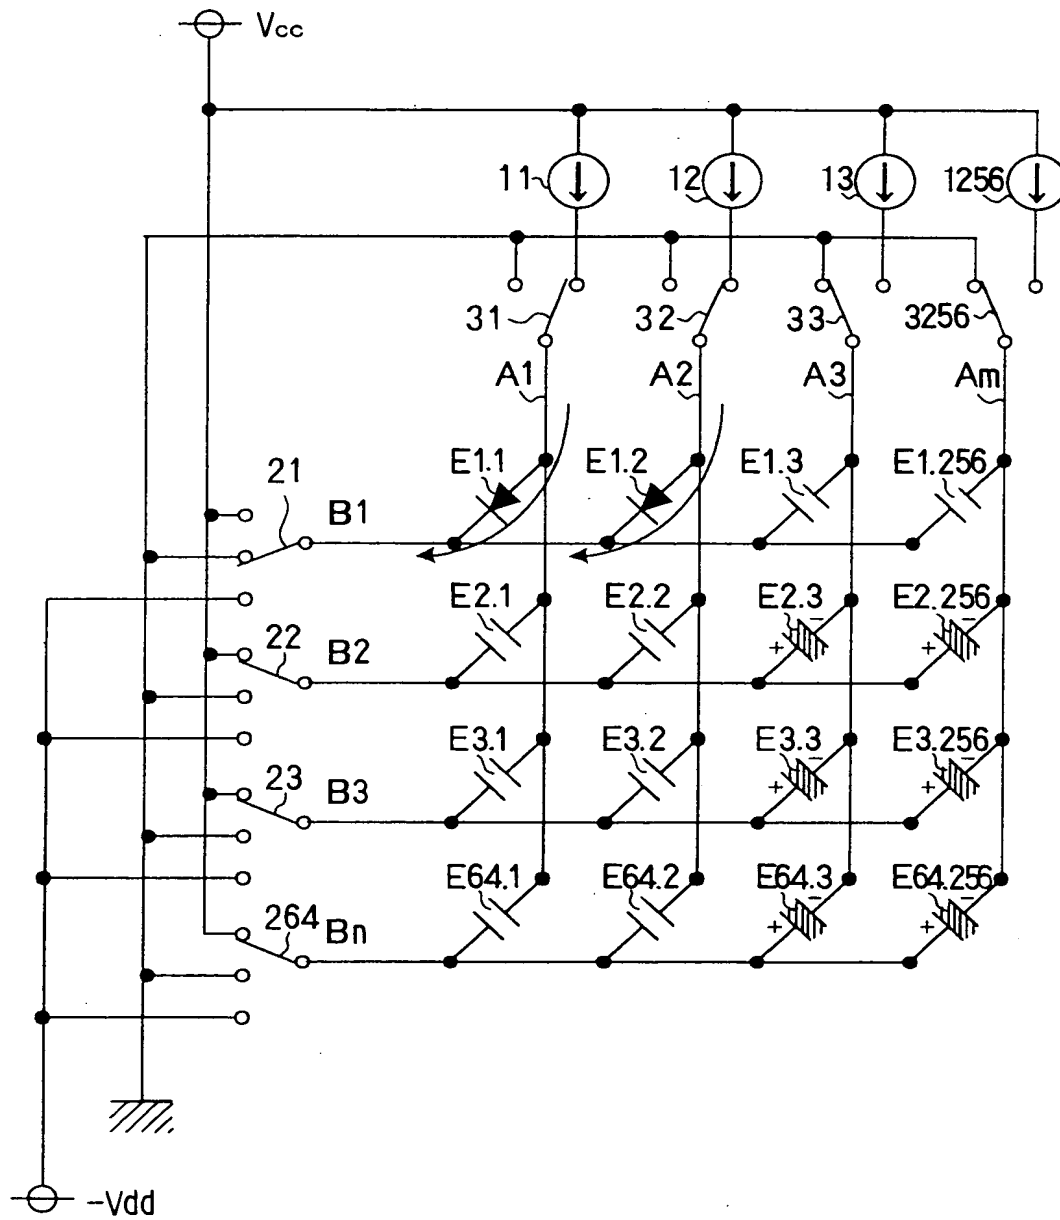 Vcc
11 12 13 1256
31 32 33 3256
A1 A2 A3 Am
E1.1 E1.2 E1.3 E1.256
21 B1
E2.1 E2.2 E2.3 E2.256
- -
22 B2
+ +
E3.1 E3.2 E3.3 E3.256
- -
23 B3
+ +
E64.1 E64.2 E64.3 E64.256
- -
264 Bn
+ +
-Vdd